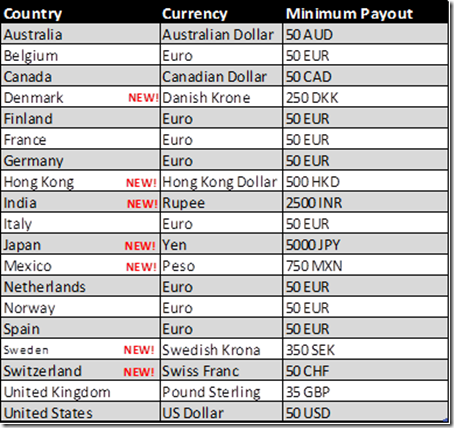 Country Currency Minimum Payout
Australia Australian Dollar 50 AUD
Belgium Euro 50 EUR
Canada Canadian Dollar 50 CAD
Denmark NEW! Danish Krone 250 DKK
Finland Euro 50 EUR
France Euro 50 EUR
Germany Euro 50 EUR
Hong Kong NEW! Hong Kong Dollar 500 HKD
India NEW! Rupee 2500 INR
Italy Euro 50 EUR
Japan NEW! Yen 5000 JPY
Mexico NEW! Peso 750 MXN
Netherlands Euro 50 EUR
Norway Euro 50 EUR
Spain Euro 50 EUR
Sweden NEW! Swedish Krona 350 SEK
Switzerland NEW! Swiss Franc 50 CHF
United Kingdom Pound Sterling 35 GBP
United States US Dollar 50 USD